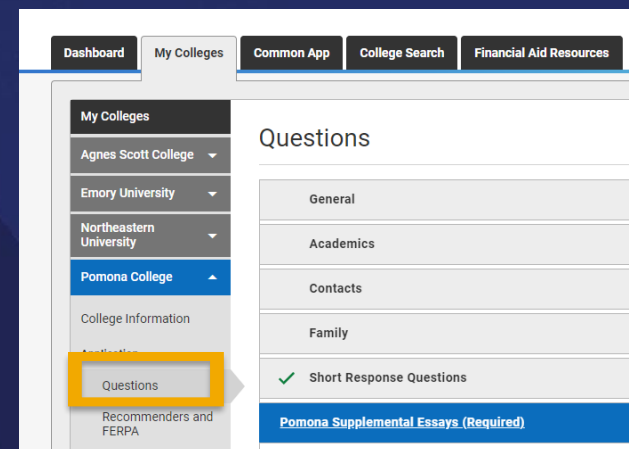 Dashboard
My Colleges
Common App
College Search
Financial Aid Resources
My Colleges
Agnes Scott College
Emory University
Northeastern
University
Pomona College
College Information
Application
Questions
Recommenders and
FERPA
Questions
General
Academics
Contacts
Family
Short Response Questions
Pomona Supplemental Essays (Required)